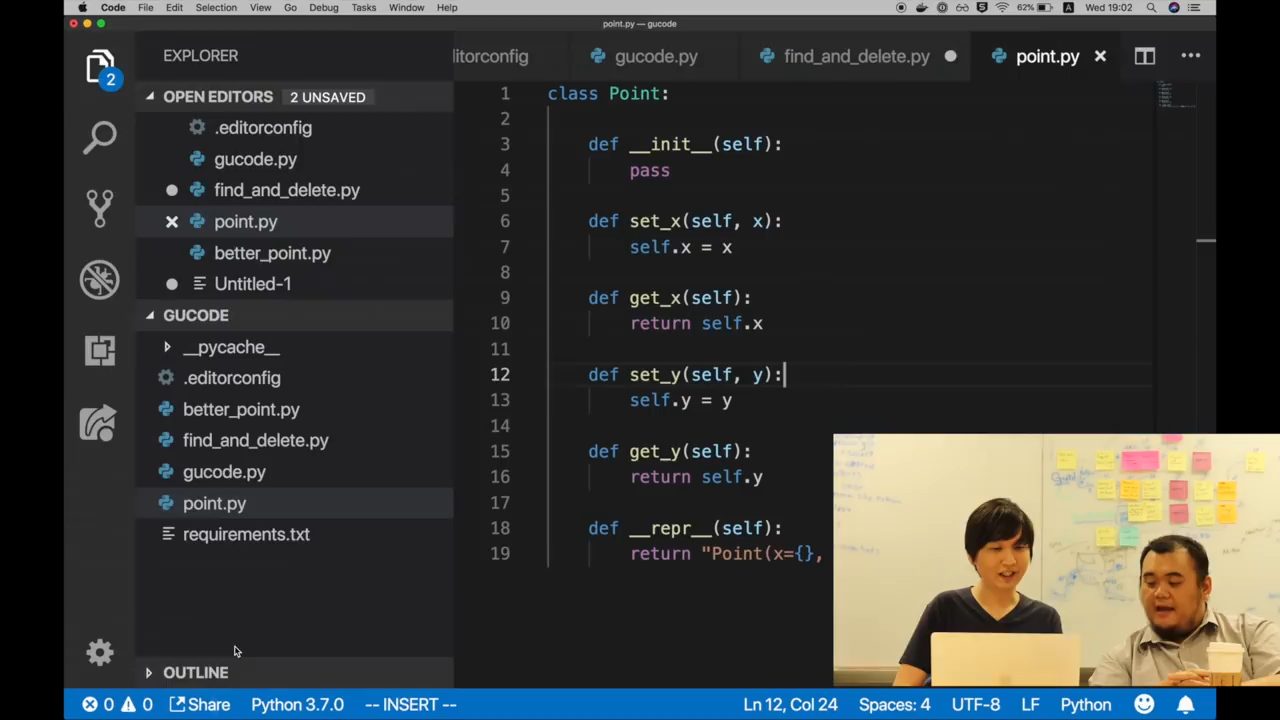 Code File Edit Selection View Go Debug Tasks Window Help 62% A Wed 19:02
point.py — gucode
EXPLORER
ditorconfig gucode.py find_and_delete.py point.py
2
OPEN EDITORS 2 UNSAVED
.editorconfig
gucode.py
find_and_delete.py
point.py
better_point.py
Untitled-1
GUCODE
__pycache__
.editorconfig
better_point.py
find_and_delete.py
gucode.py
point.py
requirements.txt
OUTLINE
1 class Point:
2
3 def __init__(self):
4 pass
5
6 def set_x(self, x):
7 self.x = x
8
9 def get_x(self):
10 return self.x
11
12 def set_y(self, y):
13 self.y = y
14
15 def get_y(self):
16 return self.y
17
18 def __repr__(self):
19 return "Point(x={},
0 0 Share Python 3.7.0 -- INSERT -- Ln 12, Col 24 Spaces: 4 UTF-8 LF Python